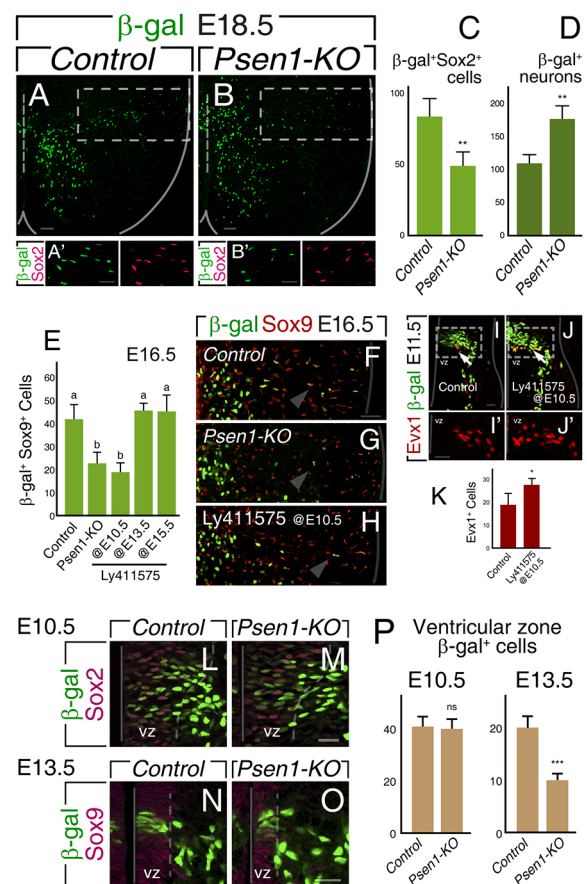 β-gal E18.5
Control
Psen1-KO
A
B
β-gal
Sox2
A'
β-gal
Sox2
B'
C
β-gal⁺Sox2⁺
cells
100
50
0
**
Control
Psen1-KO
D
β-gal⁺
neurons
200
150
100
50
0
**
Control
Psen1-KO
E
E16.5
β-gal⁺ Sox9⁺ Cells
60
50
40
30
20
10
0
a
b
b
a
a
Control
Psen1-KO
@E10.5
@E13.5
@E15.5
Ly411575
β-gal Sox9 E16.5
Control
F
Psen1-KO
G
Ly411575 @E10.5
H
Evx1 β-gal E11.5
I
vz
Control
J
vz
Ly411575
@E10.5
vz
I'
vz
J'
K
Evx1⁺ Cells
30
20
10
0
*
Control
Ly411575
@E10.5
E10.5
Control
Psen1-KO
β-gal
Sox2
L
vz
M
vz
E13.5
Control
Psen1-KO
β-gal
Sox9
N
vz
O
vz
P
Ventricular zone
β-gal⁺ cells
E10.5
40
20
0
ns
Control
Psen1-KO
E13.5
20
10
0
***
Control
Psen1-KO